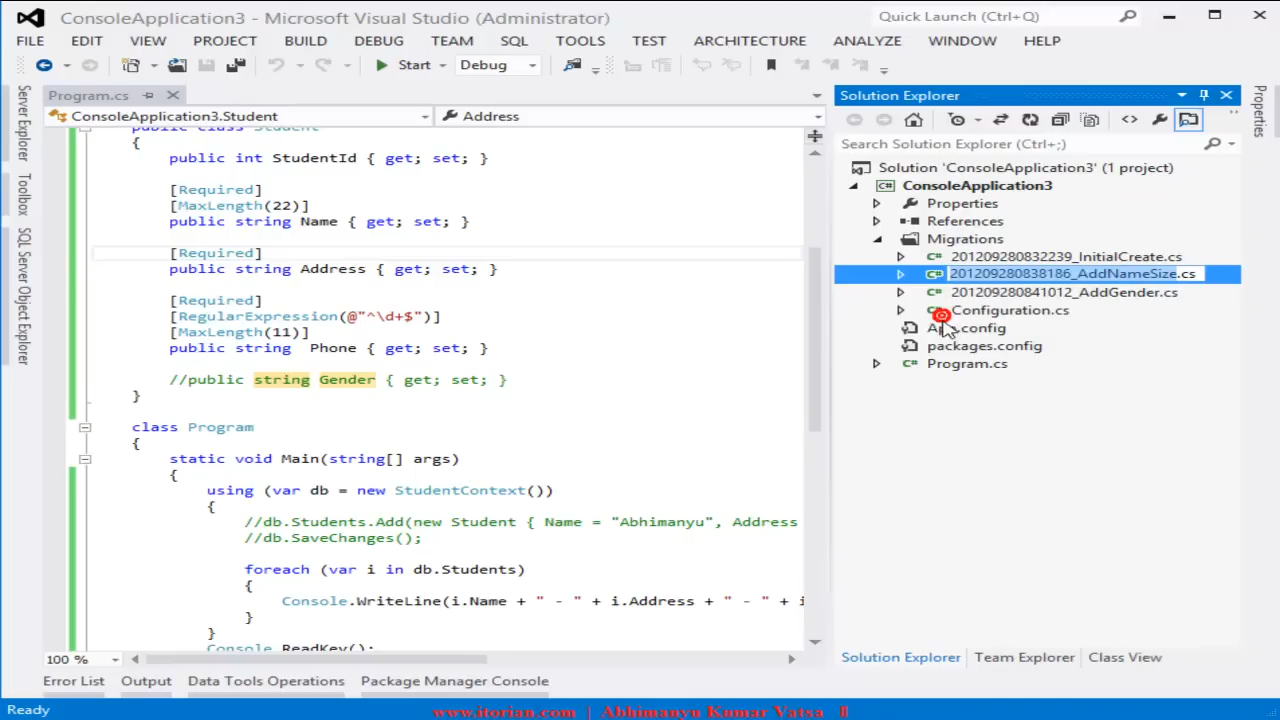 ConsoleApplication3 - Microsoft Visual Studio (Administrator)
Quick Launch (Ctrl+Q)
FILE EDIT VIEW PROJECT BUILD DEBUG TEAM SQL TOOLS TEST ARCHITECTURE ANALYZE WINDOW HELP
Start Debug
Server Explorer
Toolbox
SQL Server Object Explorer
Program.cs
ConsoleApplication3.Student Address
public class Student
{
public int StudentId { get; set; }
[Required]
[MaxLength(22)]
public string Name { get; set; }
[Required]
public string Address { get; set; }
[Required]
[RegularExpression(@"^\d+$")]
[MaxLength(11)]
public string  Phone { get; set; }
//public string Gender { get; set; }
}
class Program
{
static void Main(string[] args)
{
using (var db = new StudentContext())
{
//db.Students.Add(new Student { Name = "Abhimanyu", Address
//db.SaveChanges();
foreach (var i in db.Students)
{
Console.WriteLine(i.Name + " - " + i.Address + " - " + i
}
}
Console.ReadKey();
100 %
Solution Explorer
Search Solution Explorer (Ctrl+;)
Solution 'ConsoleApplication3' (1 project)
ConsoleApplication3
Properties
References
Migrations
201209280832239_InitialCreate.cs
201209280838186_AddNameSize.cs
201209280841012_AddGender.cs
Configuration.cs
App.config
packages.config
Program.cs
Solution Explorer Team Explorer Class View
Properties
Error List Output Data Tools Operations Package Manager Console
Ready
www.itorian.com | Abhimanyu Kumar Vatsa